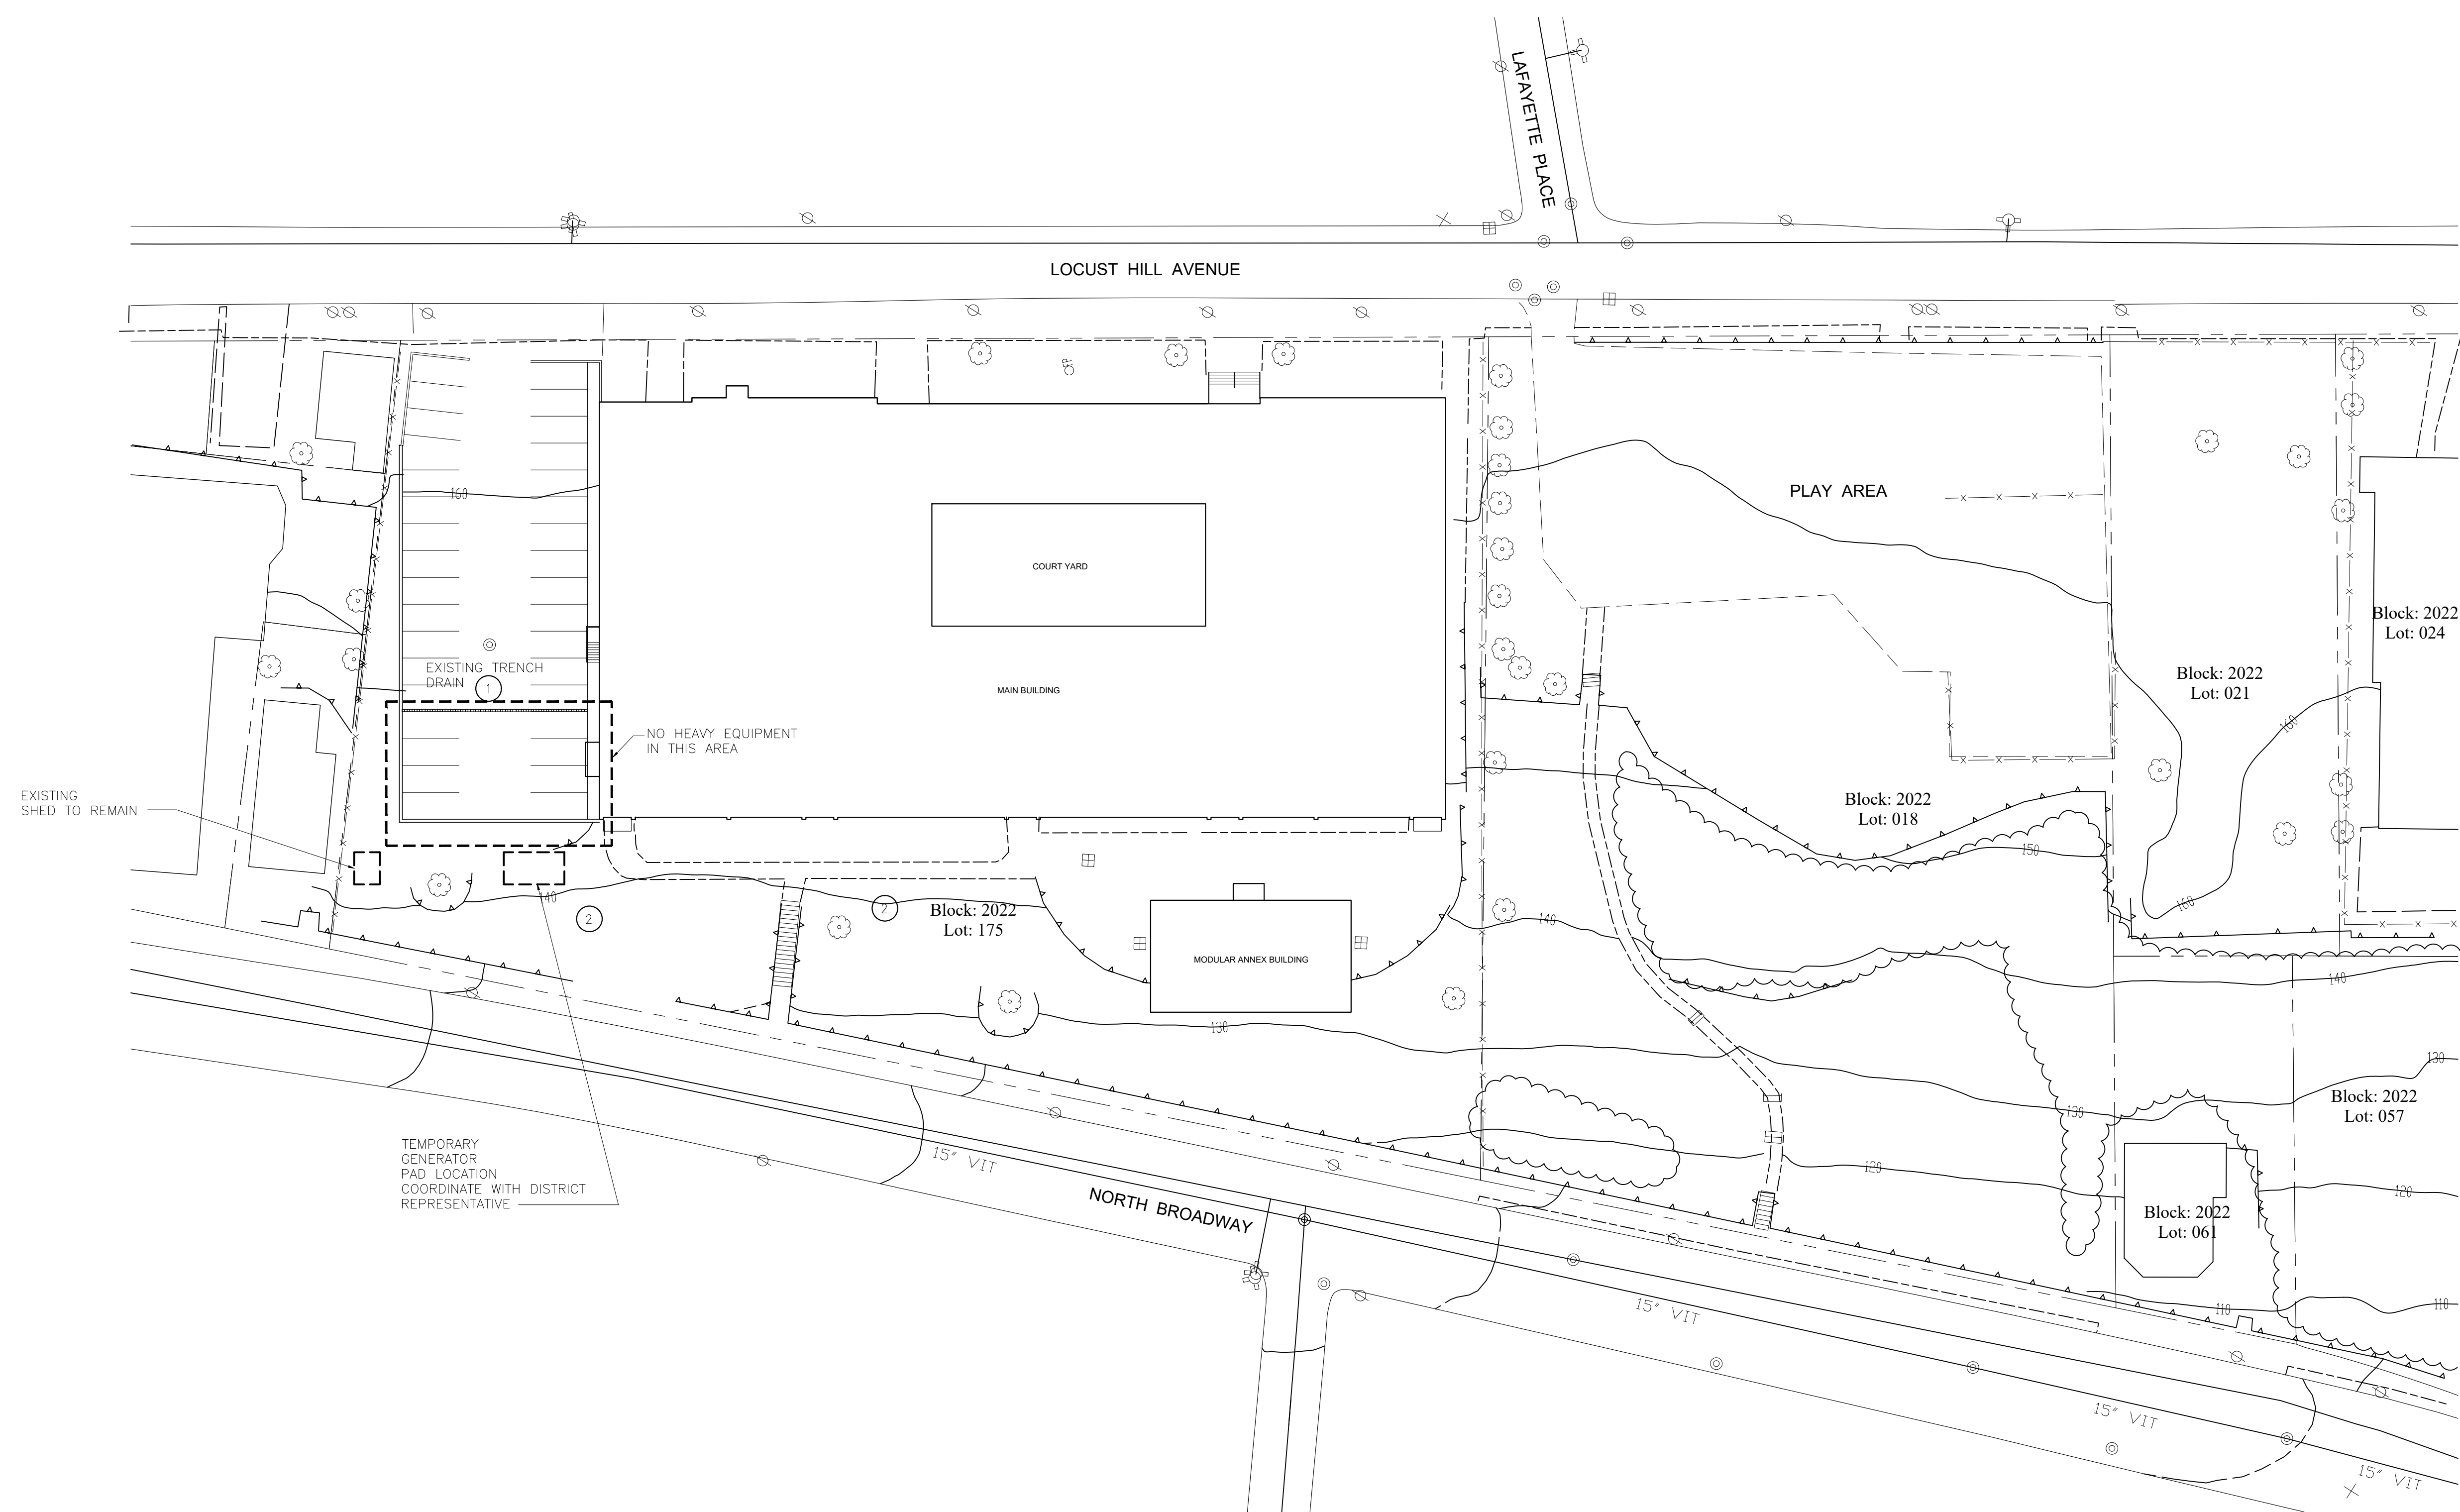 LAFAYETTE PLACE
LOCUST HILL AVENUE
160
PLAY AREA
COURT YARD
Block: 2022
Lot: 024
EXISTING TRENCH
DRAIN
1
MAIN BUILDING
Block: 2022
Lot: 021
160
NO HEAVY EQUIPMENT
IN THIS AREA
EXISTING
SHED TO REMAIN
Block: 2022
Lot: 018
150
140
2
2
Block: 2022
Lot: 175
140
160
MODULAR ANNEX BUILDING
140
130
130
130
Block: 2022
Lot: 057
TEMPORARY
GENERATOR
PAD LOCATION
COORDINATE WITH DISTRICT
REPRESENTATIVE
15" VIT
120
120
NORTH BROADWAY
Block: 2022
Lot: 061
15" VIT
110
110
15" VIT
15" VIT